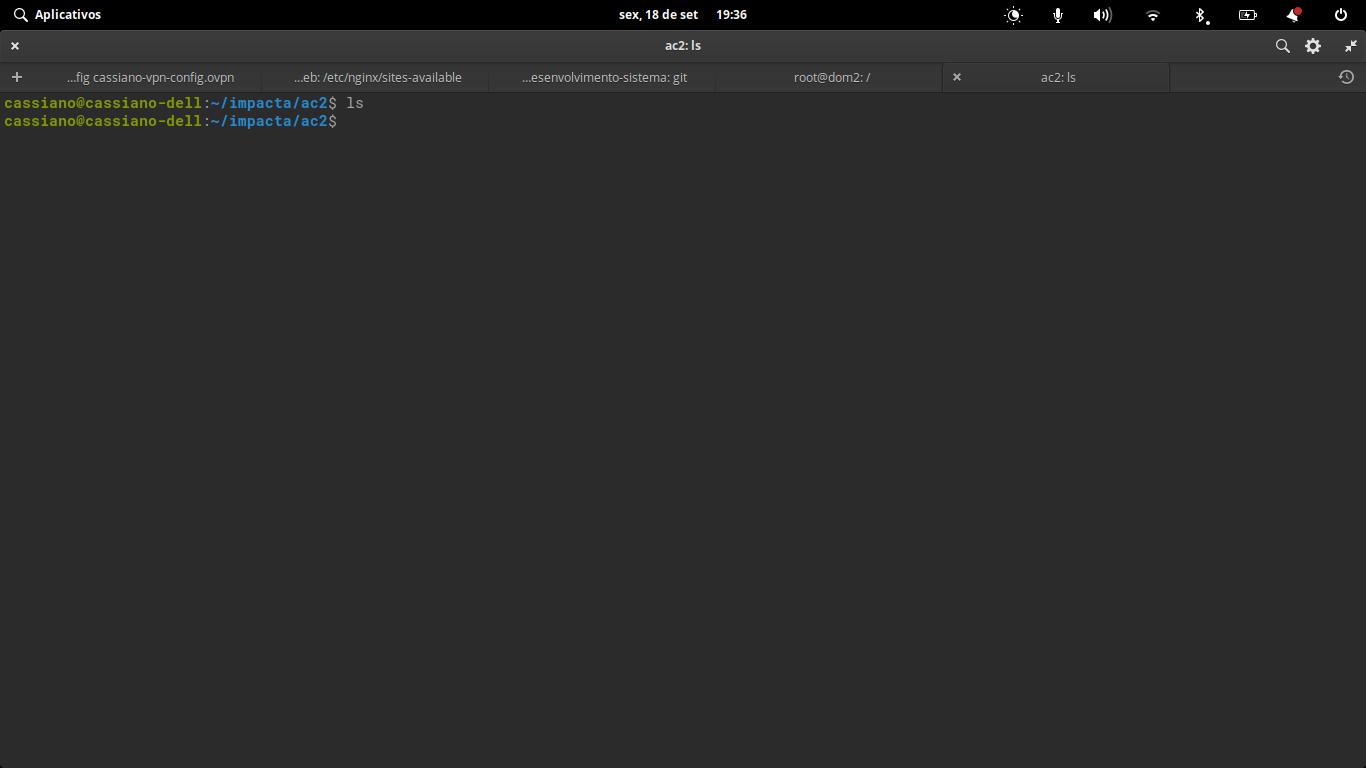 Aplicativos sex, 18 de set 19:36
ac2: ls
...fig cassiano-vpn-config.ovpn ...eb: /etc/nginx/sites-available ...esenvolvimento-sistema: git root@dom2: / ac2: ls
cassiano@cassiano-dell:~/impacta/ac2$ ls
cassiano@cassiano-dell:~/impacta/ac2$